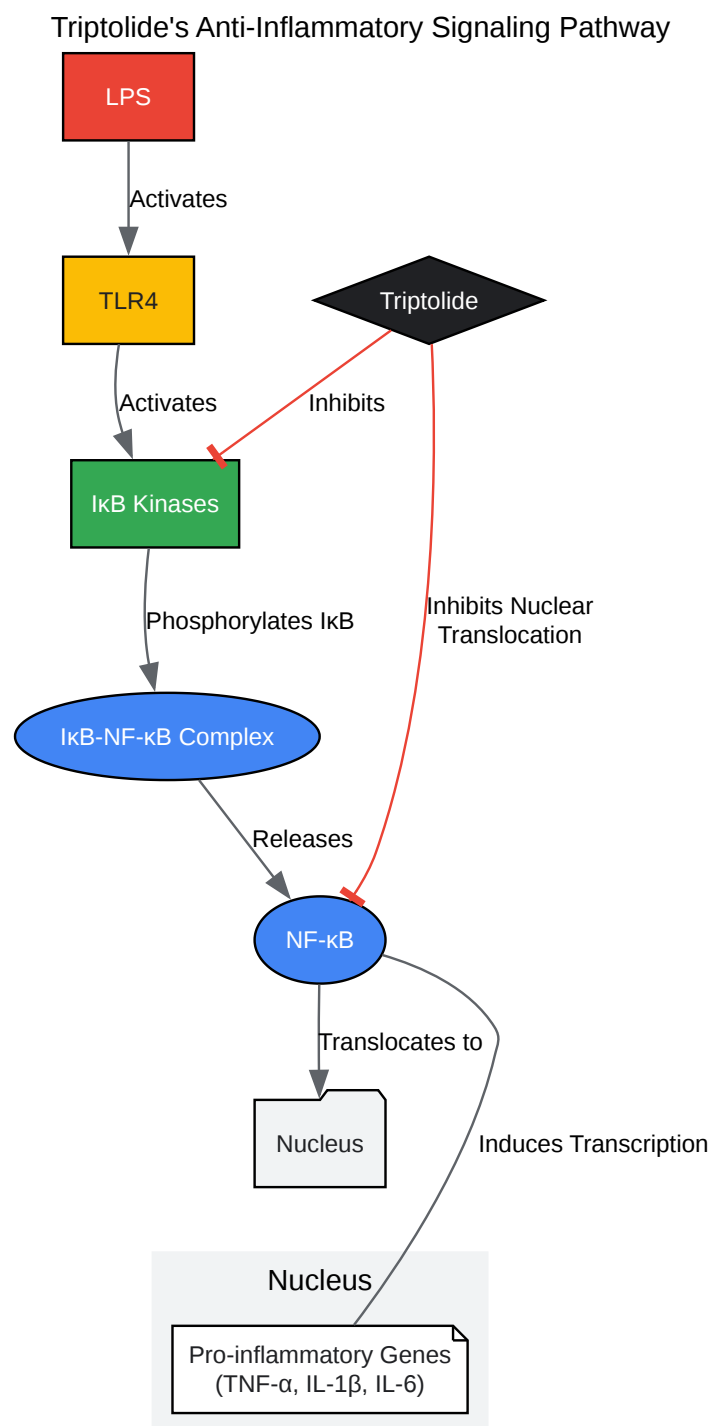 Triptolide's Anti-Inflammatory Signaling Pathway
LPS
Activates
TLR4
Triptolide
Activates
Inhibits
IκB Kinases
Inhibits Nuclear
Translocation
Phosphorylates IκB
IκB-NF-κB Complex
Releases
NF-κB
Translocates to
Nucleus
Induces Transcription
Nucleus
Pro-inflammatory Genes
(TNF-α, IL-1β, IL-6)